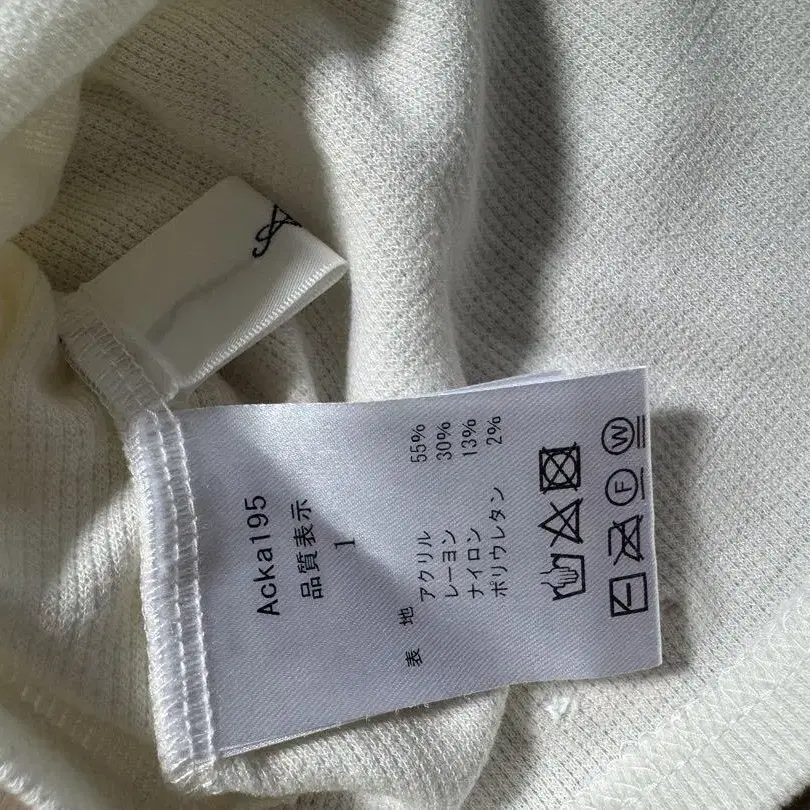 Acka195
品質表示
1
表 地
アクリル 55%
レーヨン 30%
ナイロン 13%
ポリウレタン 2%
F W